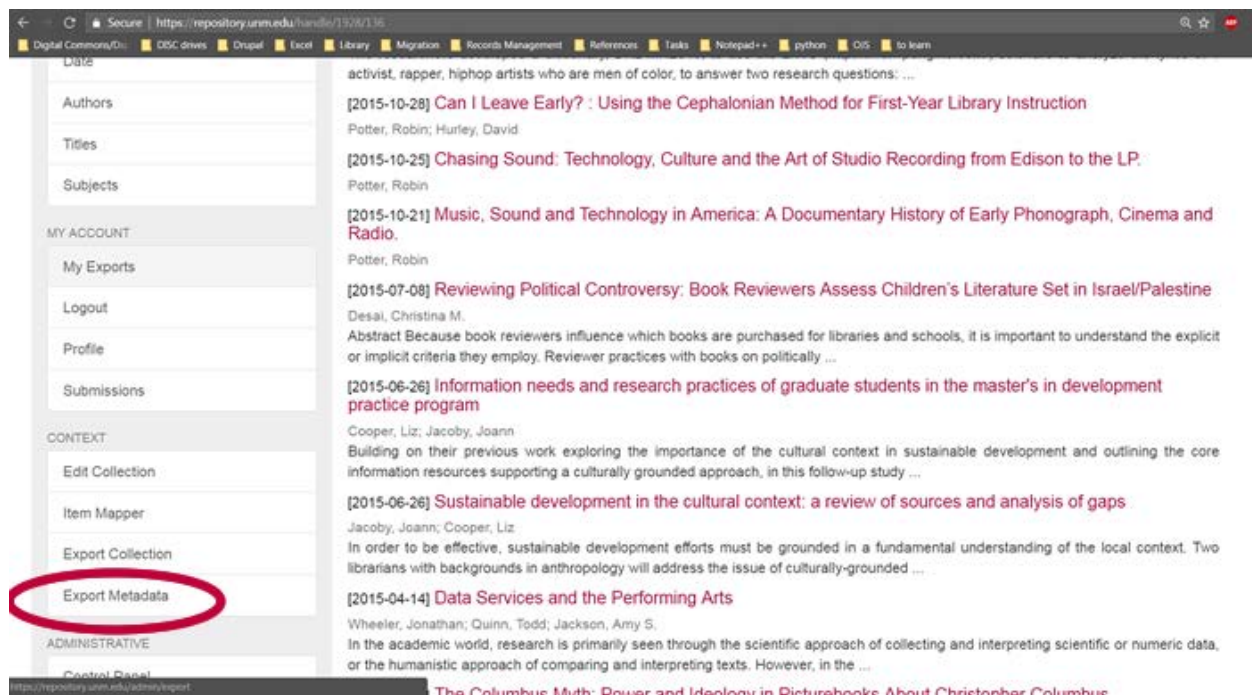 Secure | https://repository.unm.edu/handle/1928/136
Digital Commons/Di DISC drives Drupal Excel Library Migration Records Management References Tasks Notepad++ python OJS to learn
Date
Authors
Titles
Subjects
MY ACCOUNT
My Exports
Logout
Profile
Submissions
CONTEXT
Edit Collection
Item Mapper
Export Collection
Export Metadata
ADMINISTRATIVE
Control Panel
https://repository.unm.edu/admin/export
activist, rapper, hiphop artists who are men of color, to answer two research questions: ...
[2015-10-28] Can I Leave Early? : Using the Cephalonian Method for First-Year Library Instruction
Potter, Robin; Hurley, David
[2015-10-25] Chasing Sound: Technology, Culture and the Art of Studio Recording from Edison to the LP.
Potter, Robin
[2015-10-21] Music, Sound and Technology in America: A Documentary History of Early Phonograph, Cinema and
Radio.
Potter, Robin
[2015-07-08] Reviewing Political Controversy: Book Reviewers Assess Children's Literature Set in Israel/Palestine
Desai, Christina M.
Abstract Because book reviewers influence which books are purchased for libraries and schools, it is important to understand the explicit
or implicit criteria they employ. Reviewer practices with books on politically ...
[2015-06-26] Information needs and research practices of graduate students in the master's in development
practice program
Cooper, Liz; Jacoby, Joann
Building on their previous work exploring the importance of the cultural context in sustainable development and outlining the core
information resources supporting a culturally grounded approach, in this follow-up study ...
[2015-06-26] Sustainable development in the cultural context: a review of sources and analysis of gaps
Jacoby, Joann; Cooper, Liz
In order to be effective, sustainable development efforts must be grounded in a fundamental understanding of the local context. Two
librarians with backgrounds in anthropology will address the issue of culturally-grounded ...
[2015-04-14] Data Services and the Performing Arts
Wheeler, Jonathan; Quinn, Todd; Jackson, Amy S.
In the academic world, research is primarily seen through the scientific approach of collecting and interpreting scientific or numeric data,
or the humanistic approach of comparing and interpreting texts. However, in the ...
The Columbus Myth: Power and Ideology in Picturebooks About Christopher Columbus